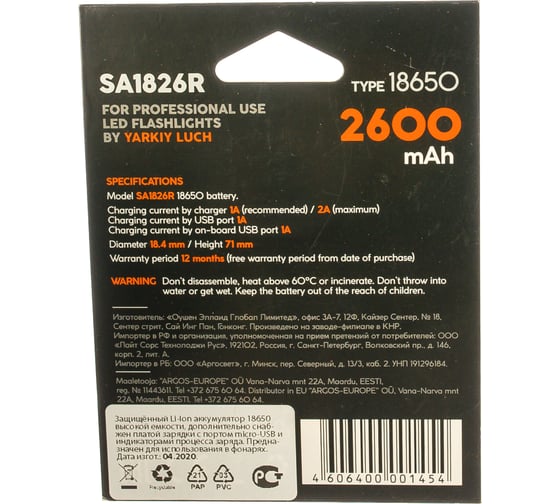 SA1826R
TYPE 18650
FOR PROFESSIONAL USE
LED FLASHLIGHTS
BY YARKIY LUCH
2600
mAh
SPECIFICATIONS
Model SA1826R 18650 battery.
Charging current by charger 1A (recommended) / 2A (maximum)
Charging current by USB port 1A
Charging current by on-board USB port 1A
Diameter 18.4 mm / Height 71 mm
Warranty period 12 months (free warranty period from date of purchase)
WARNING Don't disassemble, heat above 60°C or incinerate. Don't throw into
water or get wet. Keep the battery out of the reach of children.
Изготовитель: «Оушен Эплаид Глобал Лимитед», офис 3А-7, 12Ф, Кайзер Сентер, № 18,
Сентер стрит, Сай Инг Пан, Гонконг. Произведено на заводе-филиале в КНР.
Импортер в РФ и организация, уполномоченная на прием претензий от потребителей: ООО
«Лайт Сорс Технолоджи Рус», 192102, Россия, г. Санкт-Петербург, Волковский пр., д. 146,
корп. 2, лит. А.
Импортер в РБ: ООО «Аргосвет», г. Минск, пер. Северный, д. 13, 3/4, каб. 2. УНП 191296184.
Maaletooja: "ARGOS-EUROPE" OÜ Vana-Narva mnt 22A, Maardu, EESTI,
reg. № 11443611, Tel +372 675 60 64. Distributor in EU "ARGOS-EUROPE" OÜ, Vana-Narva mnt
22A, Maardu, EESTI, Tel +372 675 60 64
Защищённый Li-Ion аккумулятор 18650
высокой емкости, дополнительно снаб-
жен платой зарядки с портом micro-USB и
индикаторами процесса заряда. Предна-
значен для использования в фонарях.
Дата изгот. 04.2020.
Recyclable
21
PAP
03
PVC
4 606400 001454